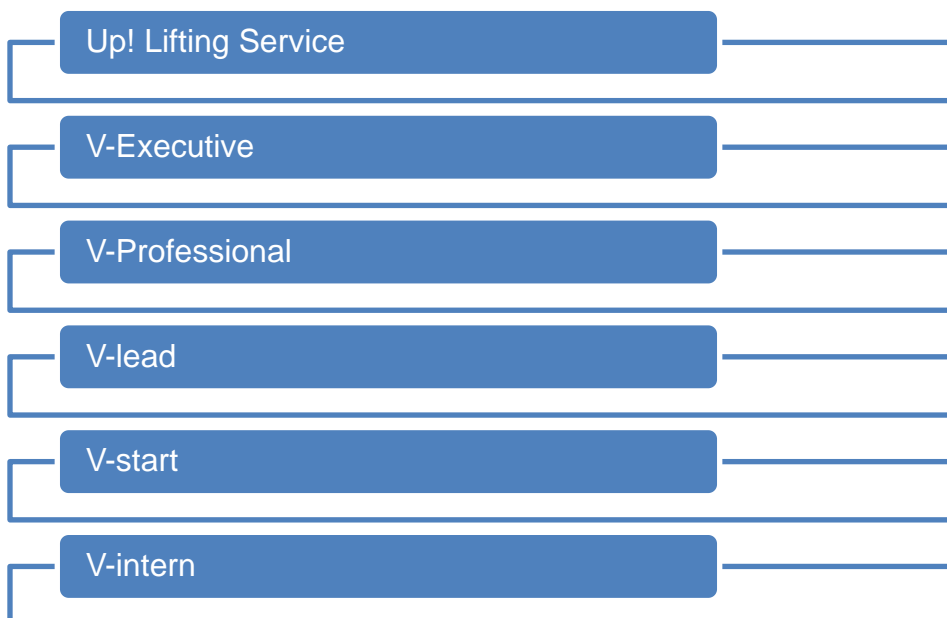 Up! Lifting Service
V-Executive
V-Professional
V-lead
V-start
V-intern